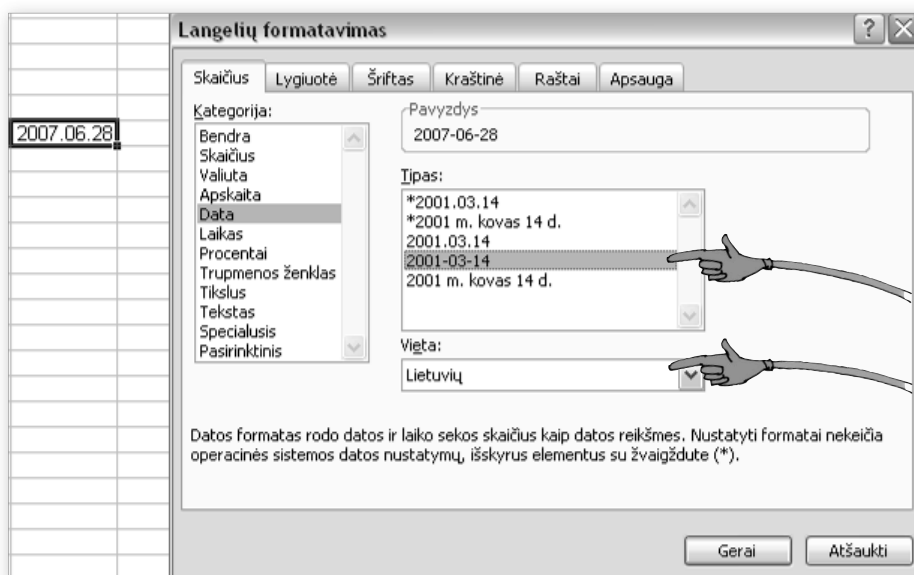 Langelių formatavimas
Skaičius Lygiuotė Šriftas Kraštinė Raštai Apsauga
2007.06.28
Kategorija:
Bendra
Skaičius
Valiuta
Apskaita
Data
Laikas
Procentai
Trupmenos ženklas
Tikslus
Tekstas
Specialusis
Pasirinktinis
Pavyzdys
2007-06-28
Tipas:
*2001.03.14
*2001 m. kovas 14 d.
2001.03.14
2001-03-14
2001 m. kovas 14 d.
Vieta:
Lietuvių
Datos formatas rodo datos ir laiko sekos skaičius kaip datos reikšmes. Nustatyti formatai nekeičia
operacinės sistemos datos nustatymų, išskyrus elementus su žvaigždute (*).
Gerai Atšaukti